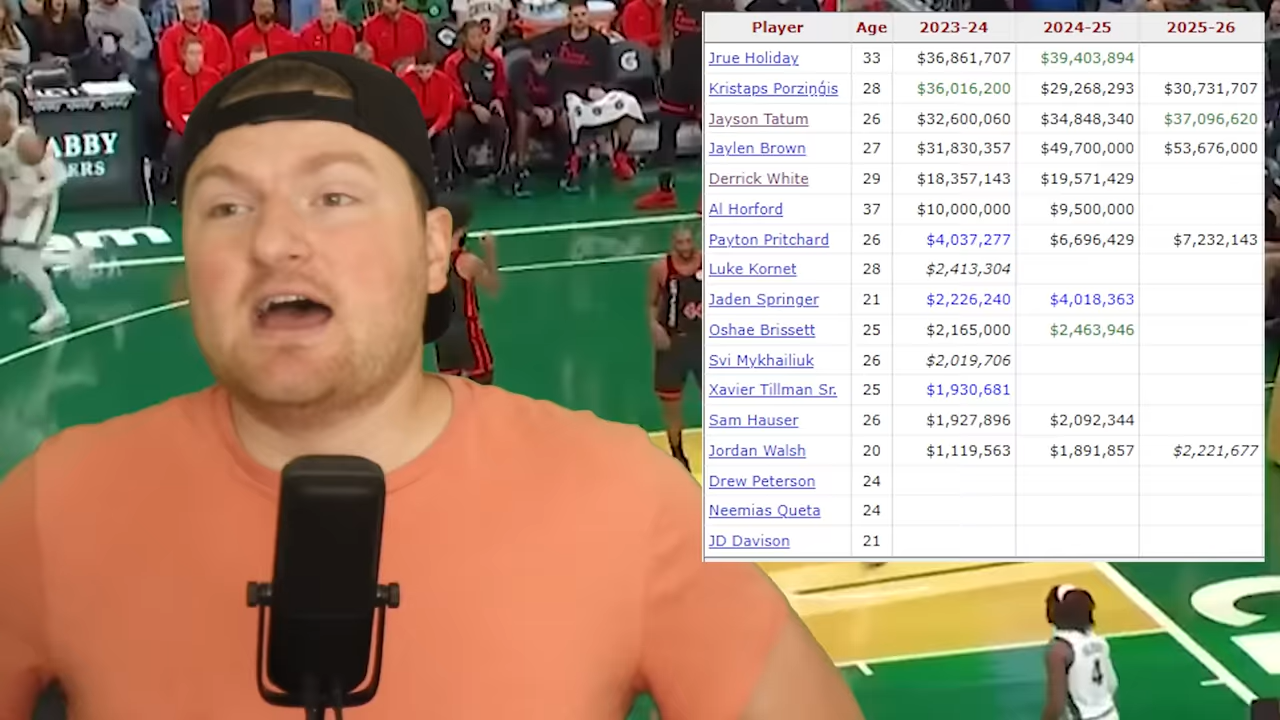 Player Age 2023-24 2024-25 2025-26
Jrue Holiday 33 $36,861,707 $39,403,894
Kristaps Porziņģis 28 $36,016,200 $29,268,293 $30,731,707
Jayson Tatum 26 $32,600,060 $34,848,340 $37,096,620
Jaylen Brown 27 $31,830,357 $49,700,000 $53,676,000
Derrick White 29 $18,357,143 $19,571,429
Al Horford 37 $10,000,000 $9,500,000
Payton Pritchard 26 $4,037,277 $6,696,429 $7,232,143
Luke Kornet 28 $2,413,304
Jaden Springer 21 $2,226,240 $4,018,363
Oshae Brissett 25 $2,165,000 $2,463,946
Svi Mykhailiuk 26 $2,019,706
Xavier Tillman Sr. 25 $1,930,681
Sam Hauser 26 $1,927,896 $2,092,344
Jordan Walsh 20 $1,119,563 $1,891,857 $2,221,677
Drew Peterson 24
Neemias Queta 24
JD Davison 21
ABBY
ERS
am
G
4